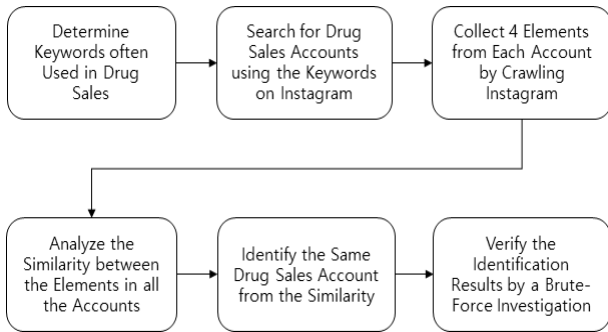 Determine
Keywords often
Used in Drug
Sales
Search for Drug
Sales Accounts
using the Keywords
on Instagram
Collect 4 Elements
from Each Account
by Crawling
Instagram
Analyze the
Similarity between
the Elements in all
the Accounts
Identify the Same
Drug Sales Account
from the Similarity
Verify the
Identification
Results by a Brute-
Force Investigation